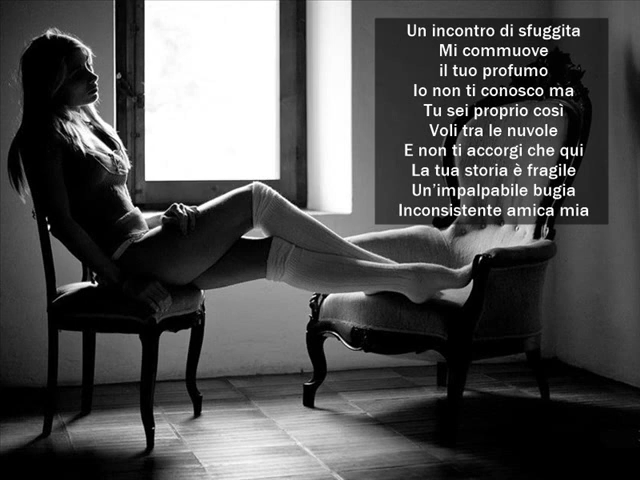 Un incontro di sfuggita
Mi commuove
il tuo profumo
Io non ti conosco ma
Tu sei proprio così
Voli tra le nuvole
E non ti accorgi che qui
La tua storia è fragile
Un’impalpabile bugia
Inconsistente amica mia